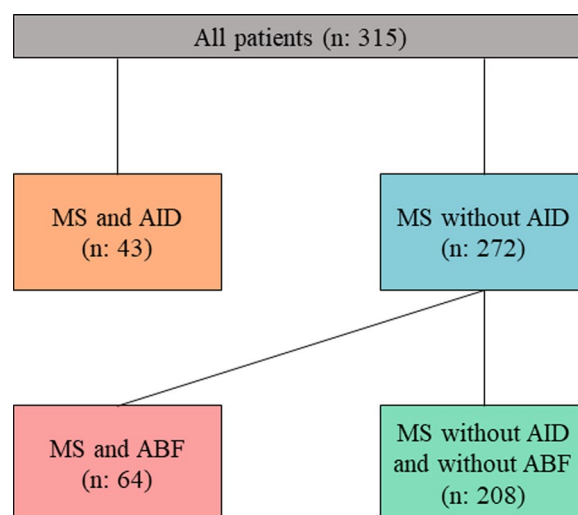 All patients (n: 315)
MS and AID
(n: 43)
MS without AID
(n: 272)
MS and ABF
(n: 64)
MS without AID
and without ABF
(n: 208)